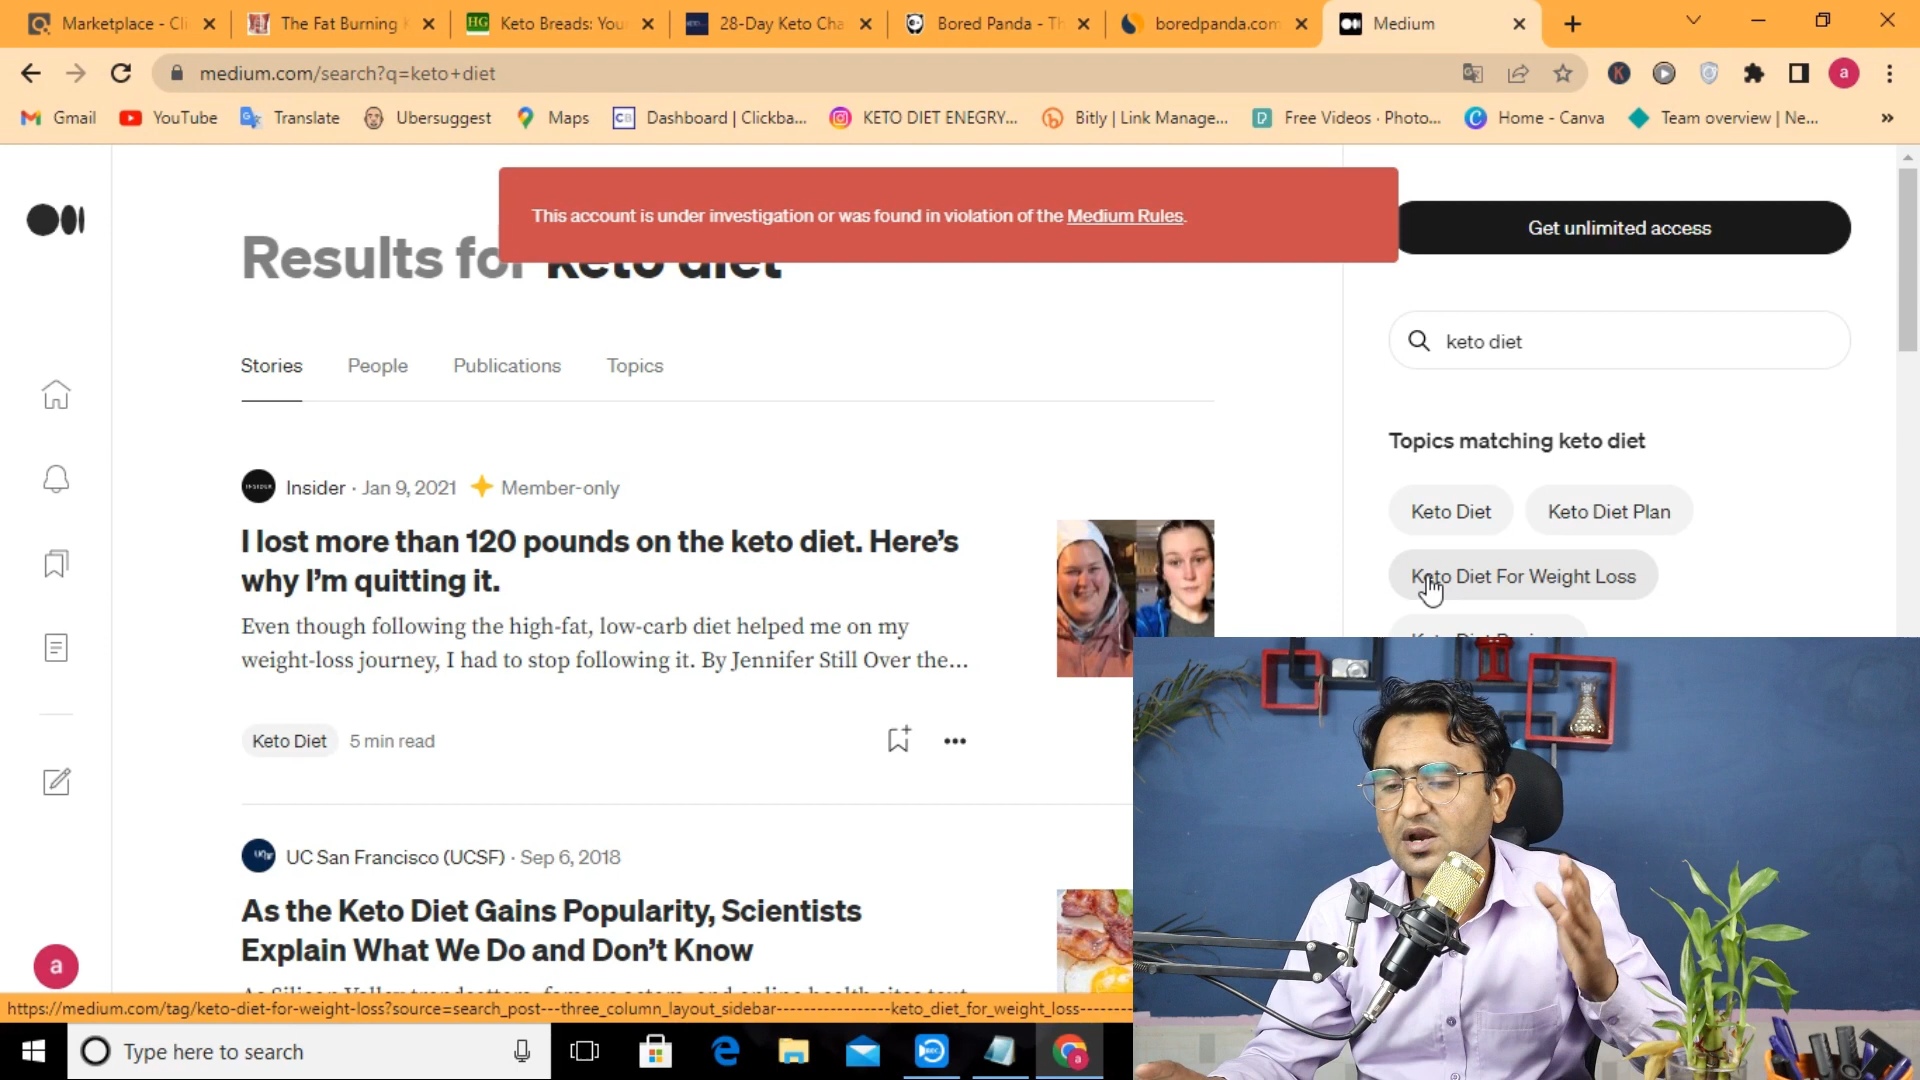 Marketplace - Cli
The Fat Burning K
Keto Breads: You
28-Day Keto Cha
Bored Panda - Th
boredpanda.com
Medium
medium.com/search?q=keto+diet
a
Gmail
YouTube
Translate
Ubersuggest
Maps
CB
Dashboard | Clickba...
KETO DIET ENEGRY...
Bitly | Link Manage...
Free Videos · Photo...
Home - Canva
Team overview | Ne...
This account is under investigation or was found in violation of the Medium Rules.
Results for keto diet
Get unlimited access
keto diet
Stories
People
Publications
Topics
Topics matching keto diet
Keto Diet
Keto Diet Plan
Keto Diet For Weight Loss
INSIDER
Insider · Jan 9, 2021
Member-only
I lost more than 120 pounds on the keto diet. Here's
why I'm quitting it.
Even though following the high-fat, low-carb diet helped me on my
weight-loss journey, I had to stop following it. By Jennifer Still Over the...
Keto Diet
5 min read
UC San Francisco (UCSF) · Sep 6, 2018
As the Keto Diet Gains Popularity, Scientists
Explain What We Do and Don't Know
a
https://medium.com/tag/keto-diet-for-weight-loss?source=search_post---three_column_layout_sidebar-----------------keto_diet_for_weight_loss-------
Type here to search
REC
a